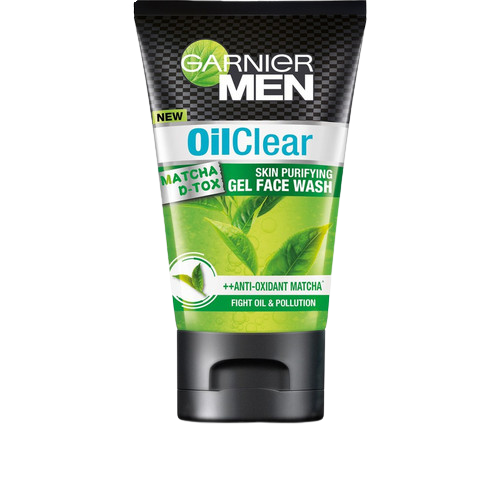 GARNIER
MEN
NEW
OilClear
MATCHA
D-TOX
SKIN PURIFYING
GEL FACE WASH
++ANTI-OXIDANT MATCHA*
FIGHT OIL & POLLUTION